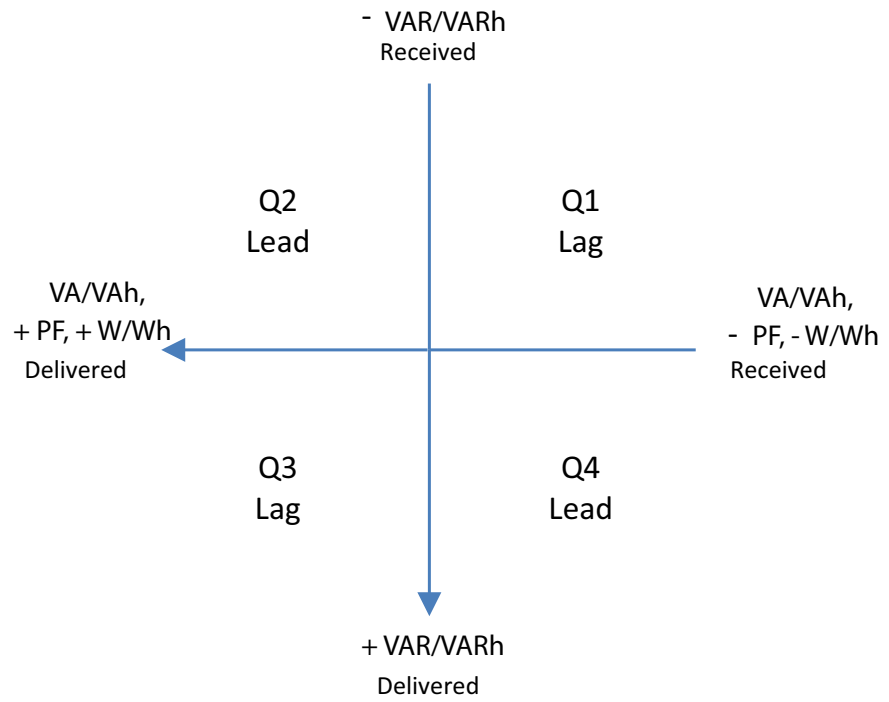 - VAR/VARh
Received
Q2
Lead
Q1
Lag
VA/VAh,
+ PF, + W/Wh
Delivered
VA/VAh,
- PF, - W/Wh
Received
Q3
Lag
Q4
Lead
+ VAR/VARh
Delivered